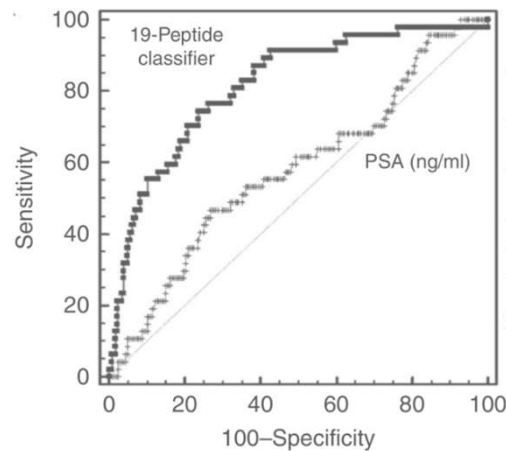 100
80
60
40
20
0
Sensitivity
19-Peptide
classifier
PSA (ng/ml)
0 20 40 60 80 100
100–Specificity